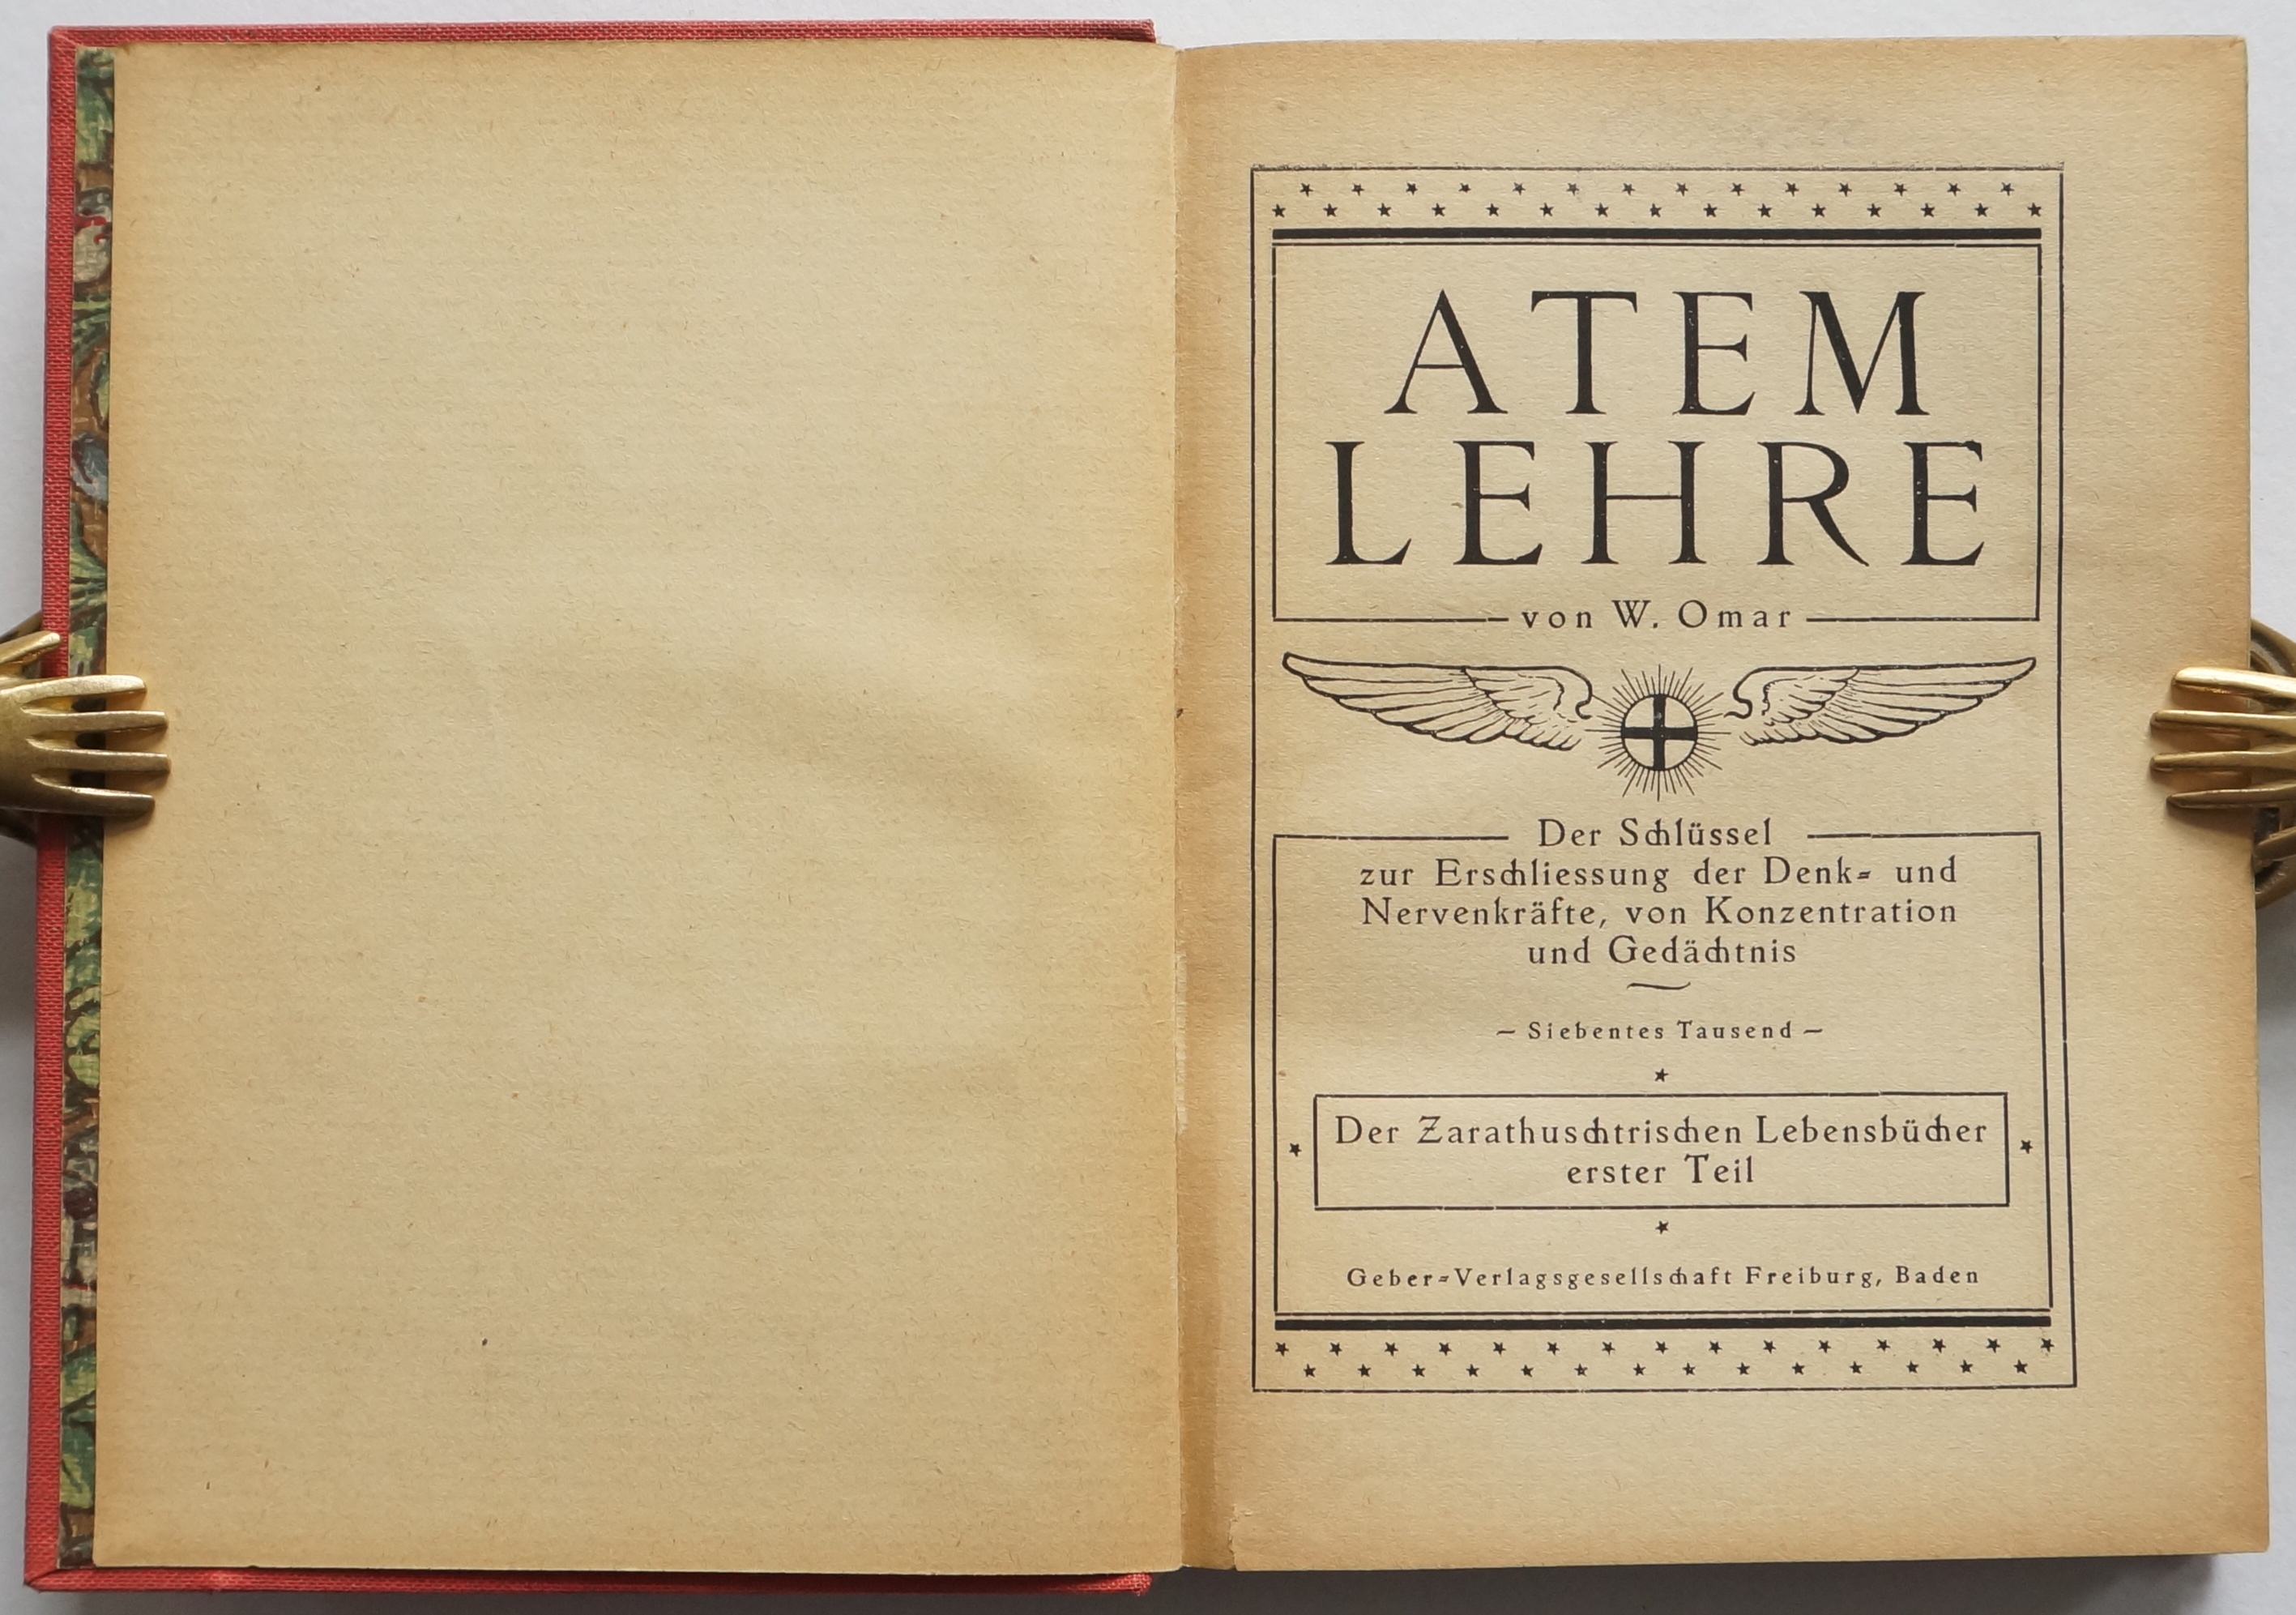 ATEM
LEHRE
von W. Omar
Der Schlüssel
zur Erschliessung der Denk- und
Nervenkräfte, von Konzentration
und Gedächtnis
– Siebentes Tausend –
Der Zarathuschtrischen Lebensbücher
erster Teil
Geber-Verlagsgesellschaft Freiburg, Baden